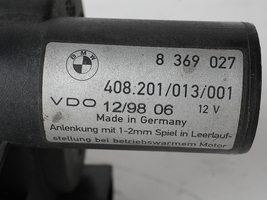 BMW
8 369 027
408.201/013/001
VDO 12/98 06 12 V
Made in Germany
Anlenkung mit 1-2mm Spiel in Leerlauf-
stellung bei betriebswarmem Motor